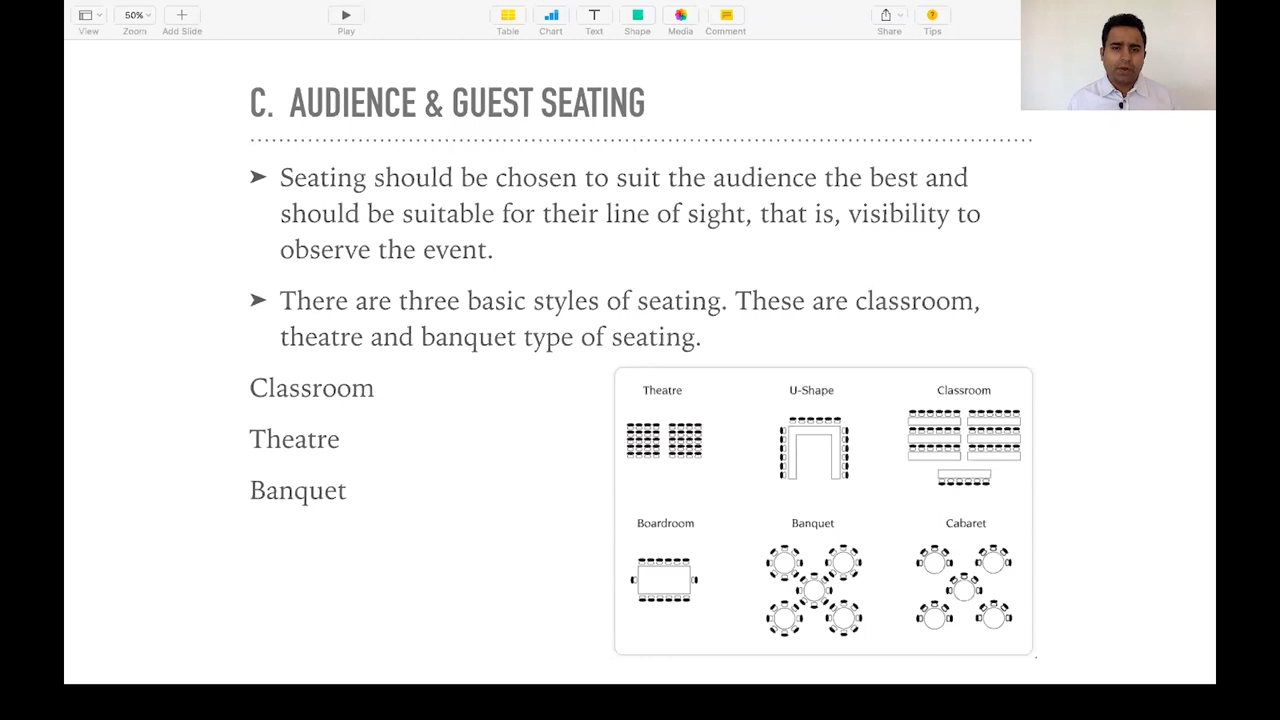 50%
View
Zoom
Add Slide
Play
Table
Chart
Text
Shape
Media
Comment
Share
Tips
C. AUDIENCE & GUEST SEATING
➤ Seating should be chosen to suit the audience the best and
should be suitable for their line of sight, that is, visibility to
observe the event.
➤ There are three basic styles of seating. These are classroom,
theatre and banquet type of seating.
Classroom
Theatre
Banquet
Theatre
U-Shape
Classroom
Boardroom
Banquet
Cabaret